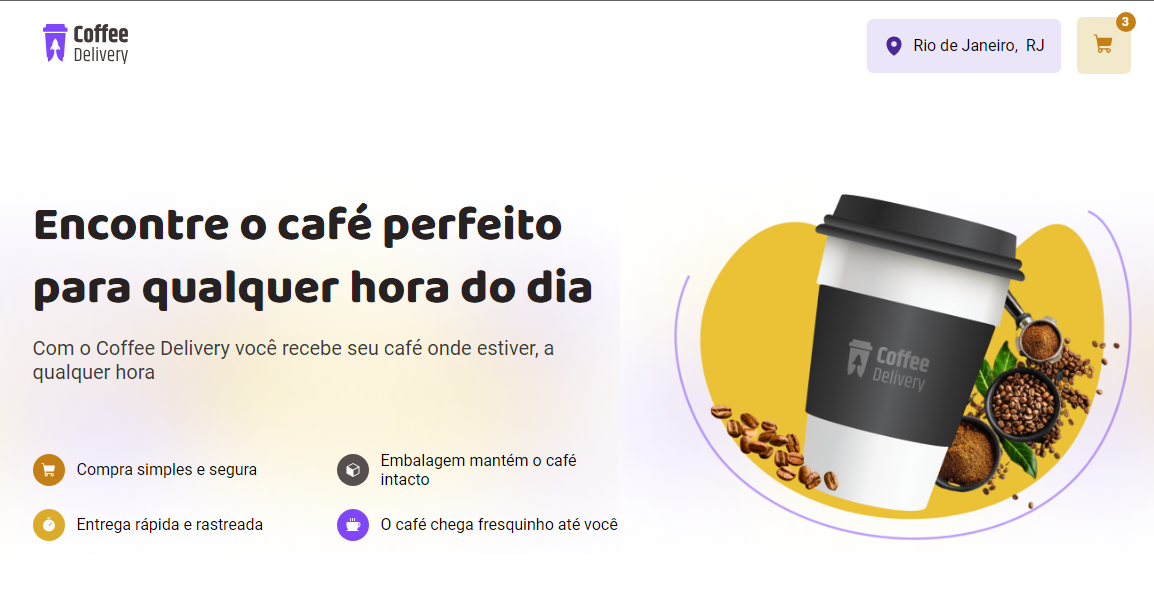 Coffee
Delivery
Rio de Janeiro, RJ
3
Encontre o café perfeito
para qualquer hora do dia
Com o Coffee Delivery você recebe seu café onde estiver, a
qualquer hora
Compra simples e segura
Embalagem mantém o café
intacto
Entrega rápida e rastreada
O café chega fresquinho até você
Coffee
Delivery